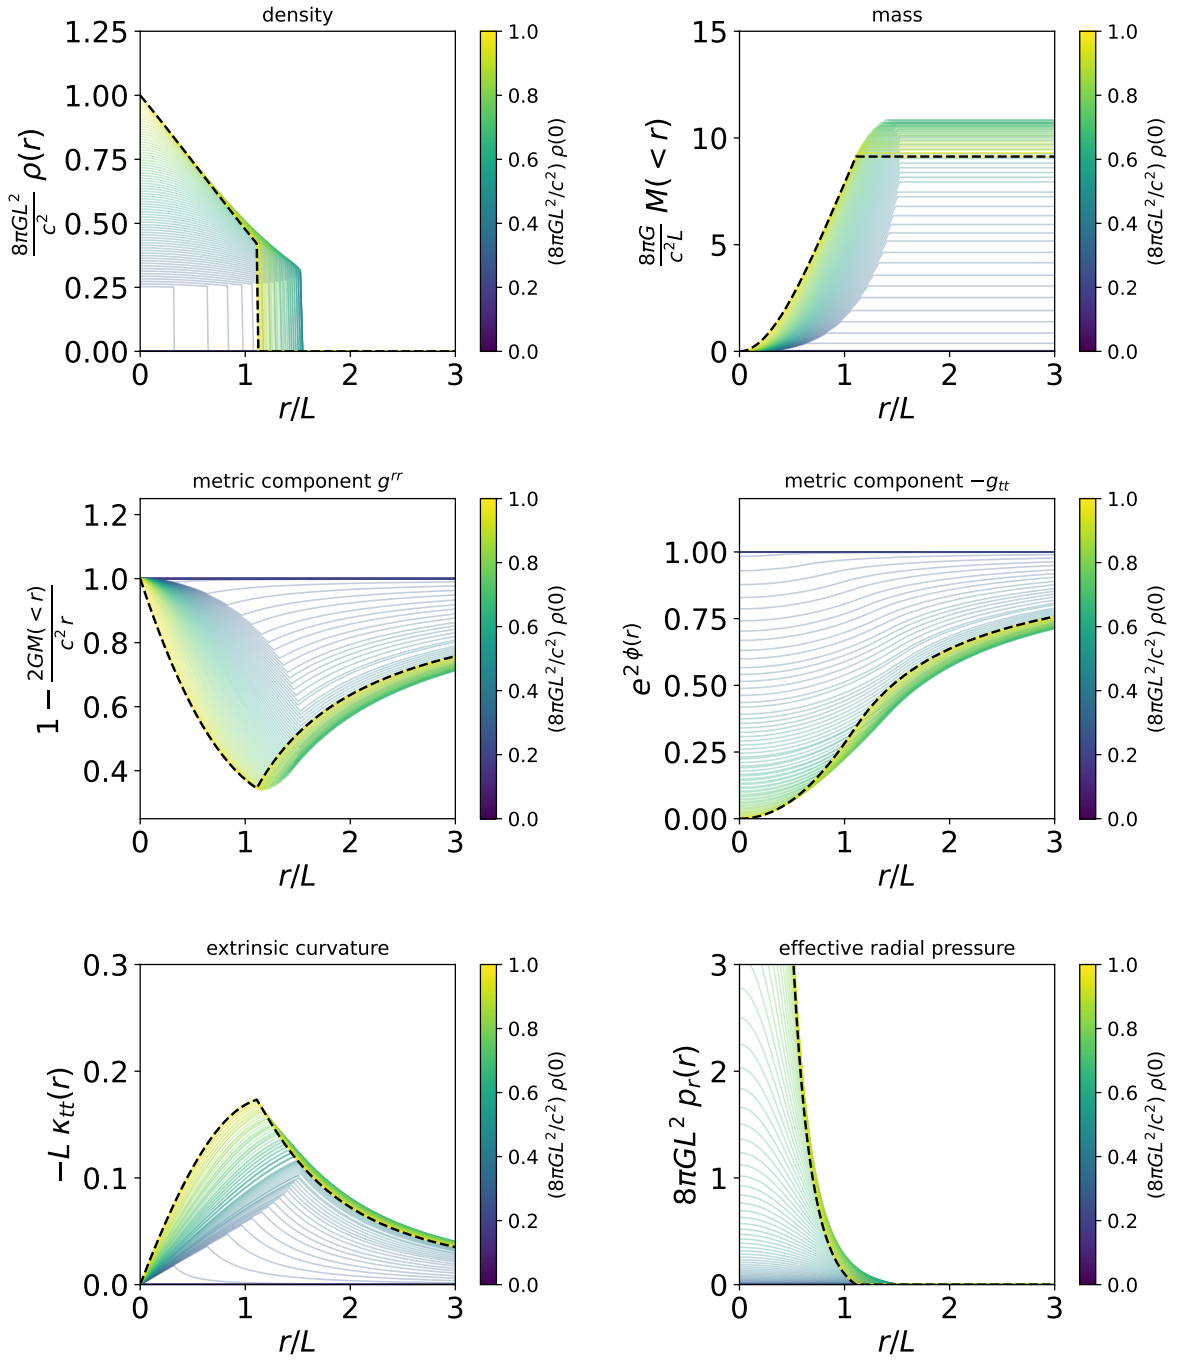 density
8πGL²/c² ρ(r)
1.25
1.00
0.75
0.50
0.25
0.00
0 1 2 3
r/L
1.0
0.8
0.6
0.4
0.2
0.0
(8πGL²/c²) ρ(0)
mass
8πG/c²L M(< r)
15
10
5
0
0 1 2 3
r/L
1.0
0.8
0.6
0.4
0.2
0.0
(8πGL²/c²) ρ(0)
metric component g^{rr}
1 − 2GM(< r)/c² r
1.2
1.0
0.8
0.6
0.4
0 1 2 3
r/L
1.0
0.8
0.6
0.4
0.2
0.0
(8πGL²/c²) ρ(0)
metric component −g_{tt}
e^{2 ϕ(r)}
1.00
0.75
0.50
0.25
0.00
0 1 2 3
r/L
1.0
0.8
0.6
0.4
0.2
0.0
(8πGL²/c²) ρ(0)
extrinsic curvature
−L κ_{tt}(r)
0.3
0.2
0.1
0.0
0 1 2 3
r/L
1.0
0.8
0.6
0.4
0.2
0.0
(8πGL²/c²) ρ(0)
effective radial pressure
8πGL² p_r(r)
3
2
1
0
0 1 2 3
r/L
1.0
0.8
0.6
0.4
0.2
0.0
(8πGL²/c²) ρ(0)